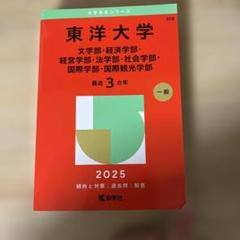 大学赤本シリーズ
東洋大学
文学部・経済学部・
経営学部・法学部・社会学部・
国際学部・国際観光学部
最近3カ年
一般
2025
傾向と対策|過去問|解答
教学社